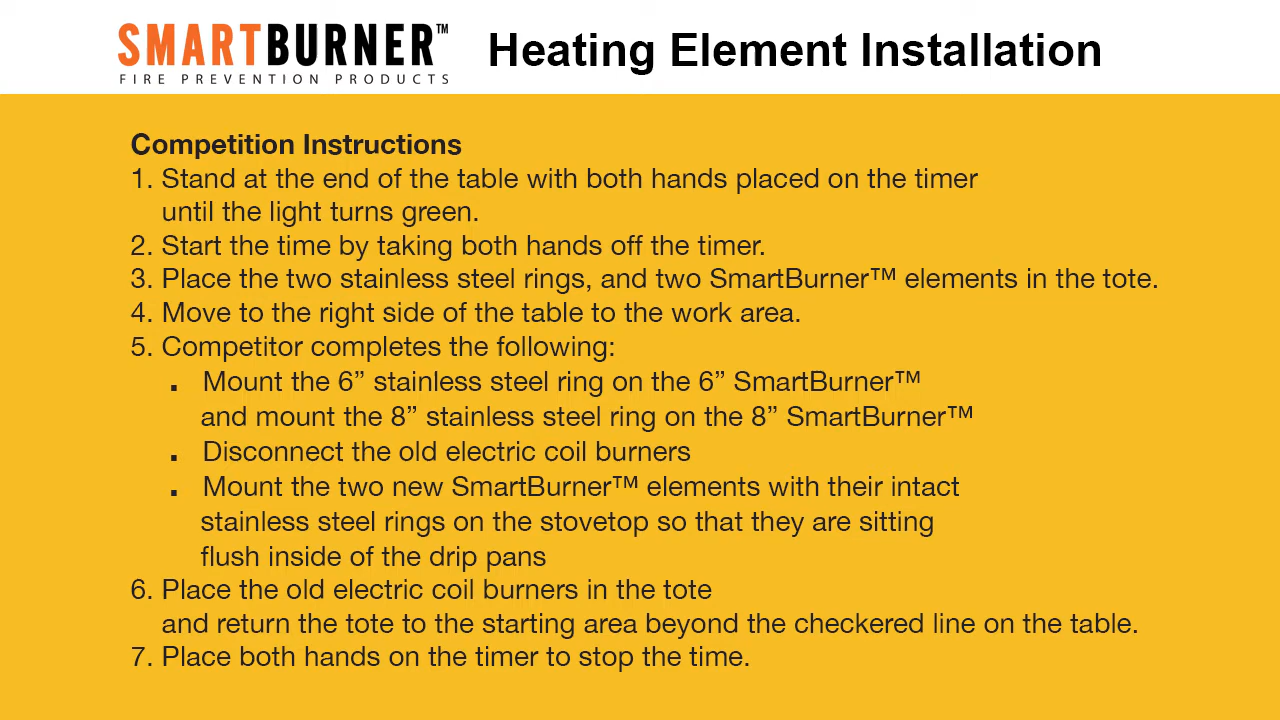 SMARTBURNER™ Heating Element Installation
FIRE PREVENTION PRODUCTS
Competition Instructions
1. Stand at the end of the table with both hands placed on the timer
until the light turns green.
2. Start the time by taking both hands off the timer.
3. Place the two stainless steel rings, and two SmartBurner™ elements in the tote.
4. Move to the right side of the table to the work area.
5. Competitor completes the following:
▪ Mount the 6” stainless steel ring on the 6” SmartBurner™
and mount the 8” stainless steel ring on the 8” SmartBurner™
▪ Disconnect the old electric coil burners
▪ Mount the two new SmartBurner™ elements with their intact
stainless steel rings on the stovetop so that they are sitting
flush inside of the drip pans
6. Place the old electric coil burners in the tote
and return the tote to the starting area beyond the checkered line on the table.
7. Place both hands on the timer to stop the time.